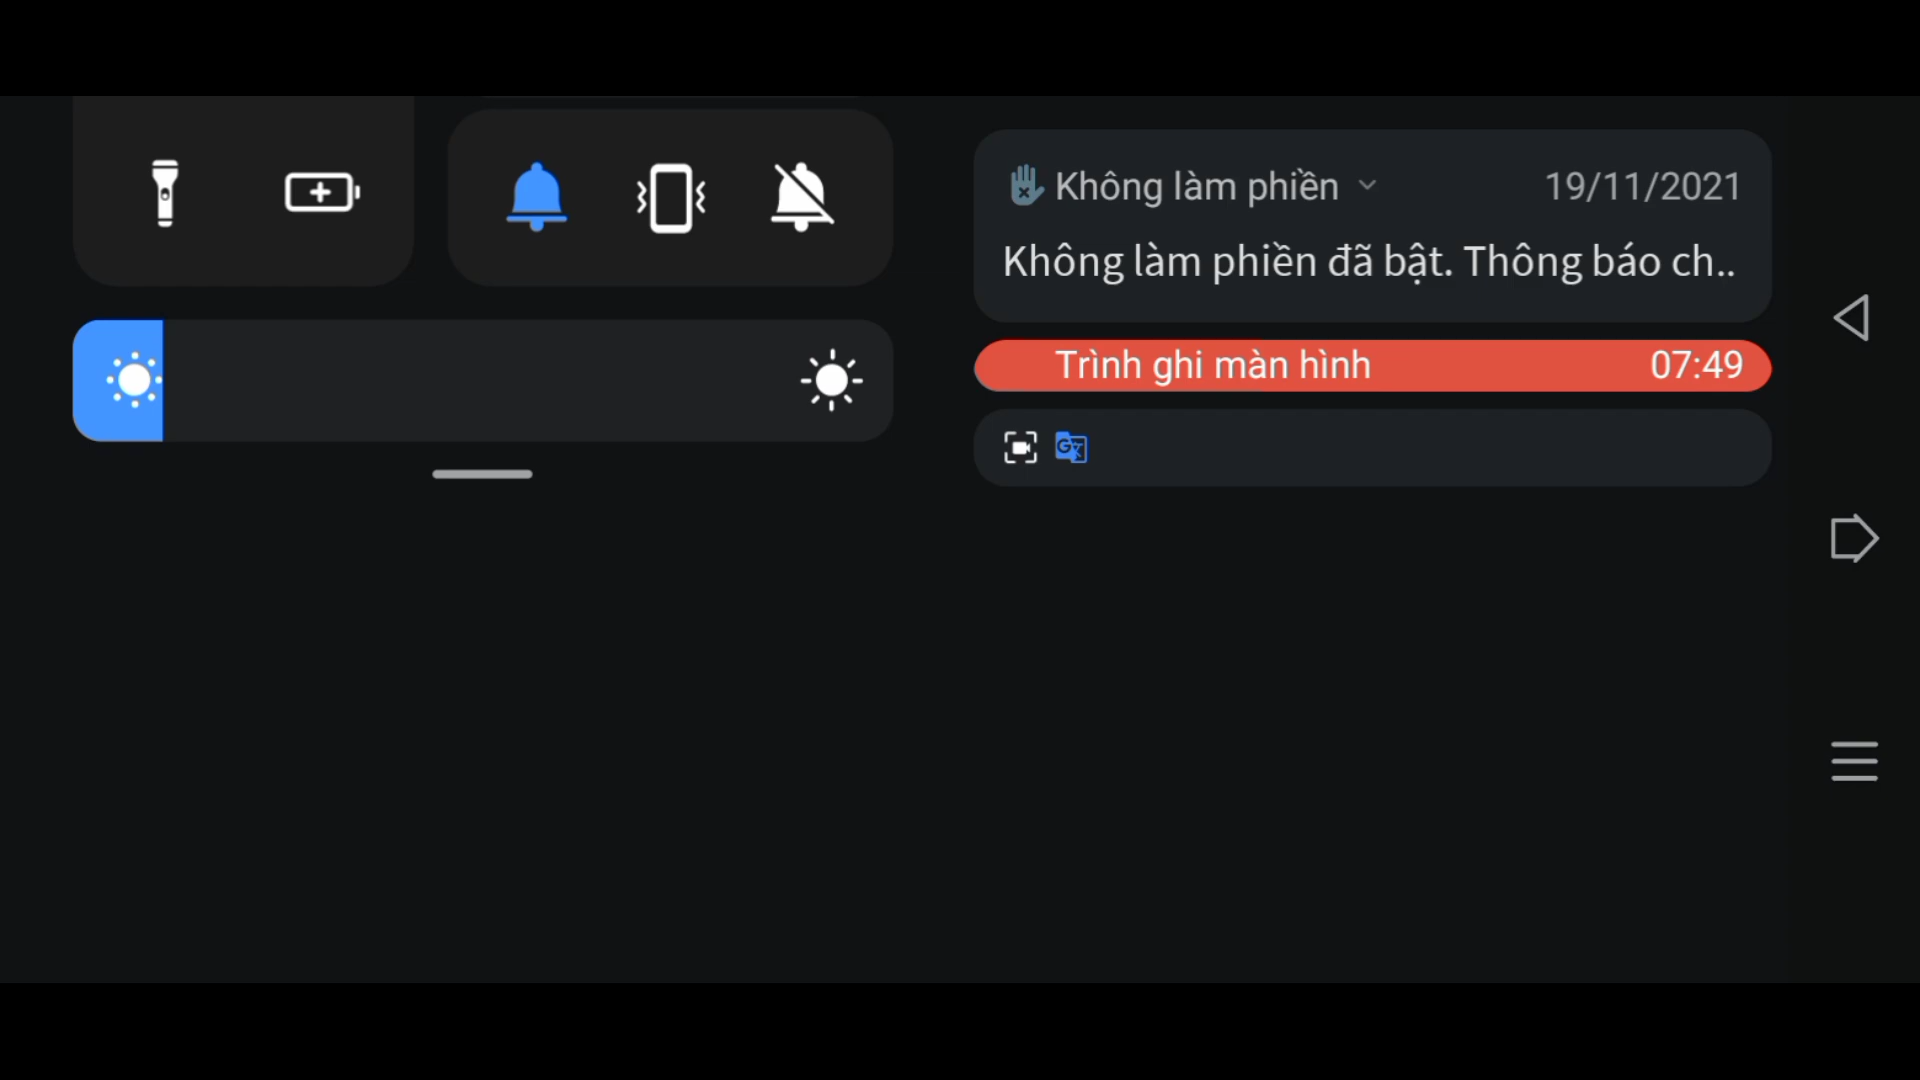 Không làm phiền
19/11/2021
Không làm phiền đã bật. Thông báo ch..
Trình ghi màn hình
07:49